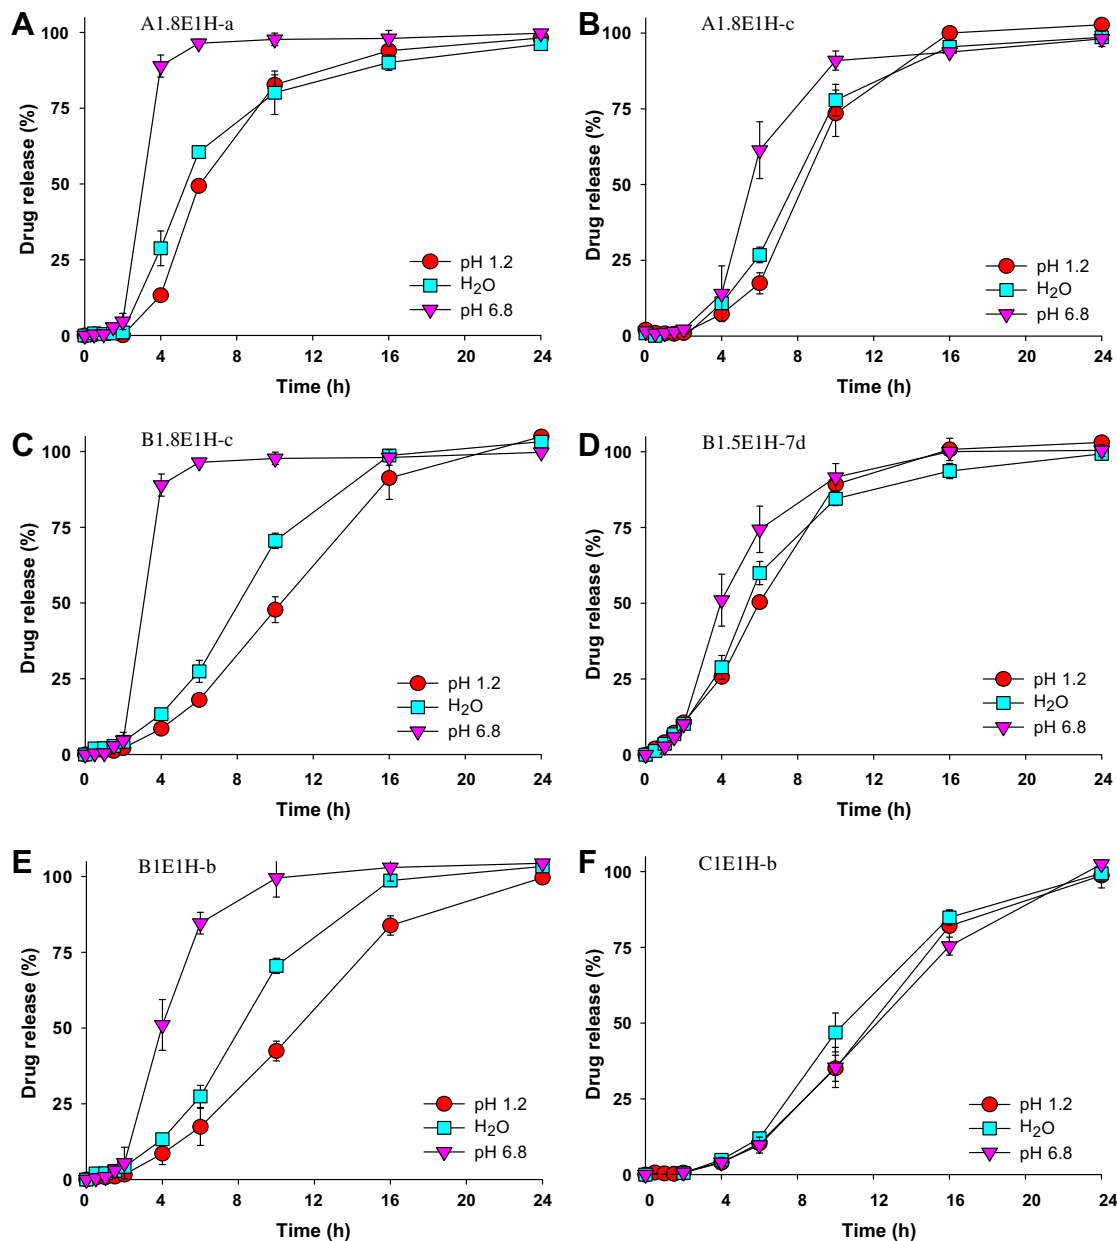 A
A1.8E1H-a
Drug release (%)
100
75
50
25
0
pH 1.2
H2O
pH 6.8
0 4 8 12 16 20 24
Time (h)
B
A1.8E1H-c
Drug release (%)
100
75
50
25
0
pH 1.2
H2O
pH 6.8
0 4 8 12 16 20 24
Time (h)
C
B1.8E1H-c
Drug release (%)
100
75
50
25
0
pH 1.2
H2O
pH 6.8
0 4 8 12 16 20 24
Time (h)
D
B1.5E1H-7d
Drug release (%)
100
75
50
25
0
pH 1.2
H2O
pH 6.8
0 4 8 12 16 20 24
Time (h)
E
B1E1H-b
Drug release (%)
100
75
50
25
0
pH 1.2
H2O
pH 6.8
0 4 8 12 16 20 24
Time (h)
F
C1E1H-b
Drug release (%)
100
75
50
25
0
pH 1.2
H2O
pH 6.8
0 4 8 12 16 20 24
Time (h)